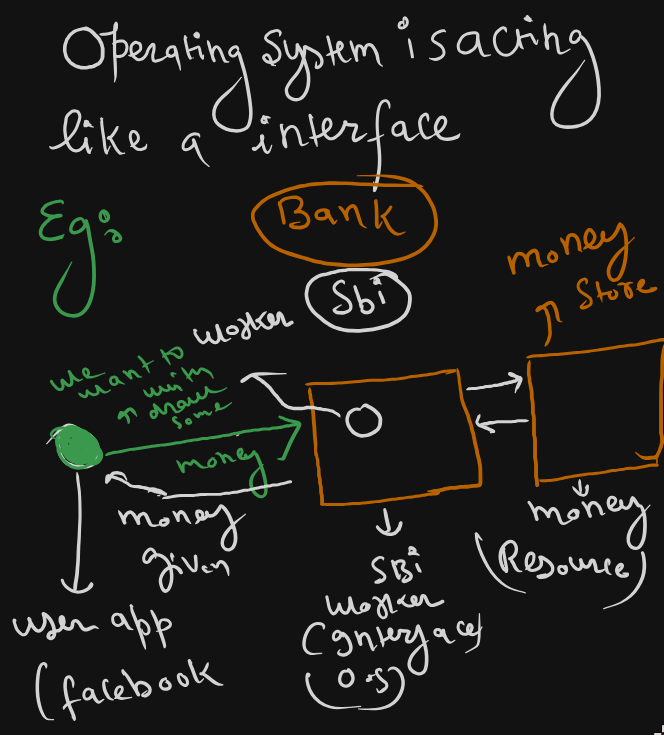 Operating System is acting
like a interface
Eg:
Bank
Sbi
money
Store
worker
we
want to
with
draw
some
money
money
given
money
(Resource)
SBi
worker
(Interface)
(O.S)
user app
(facebook